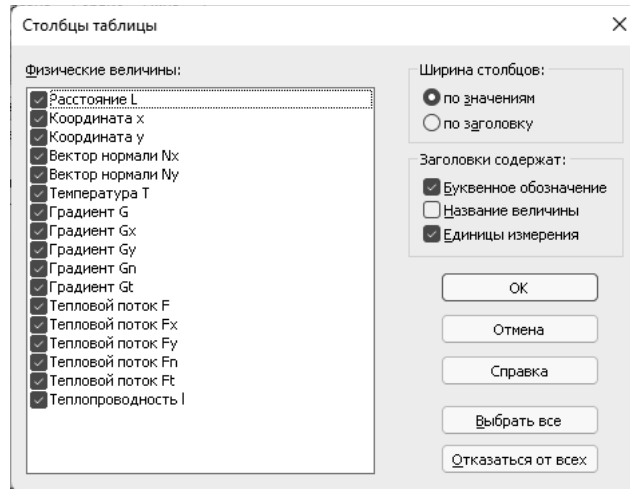 Столбцы таблицы
Физические величины:
Расстояние L
Координата x
Координата y
Вектор нормали Nx
Вектор нормали Ny
Температура T
Градиент G
Градиент Gx
Градиент Gy
Градиент Gn
Градиент Gt
Тепловой поток F
Тепловой поток Fx
Тепловой поток Fy
Тепловой поток Fn
Тепловой поток Ft
Теплопроводность l
Ширина столбцов:
по значениям
по заголовку
Заголовки содержат:
Буквенное обозначение
Название величины
Единицы измерения
OK
Отмена
Справка
Выбрать все
Отказаться от всех